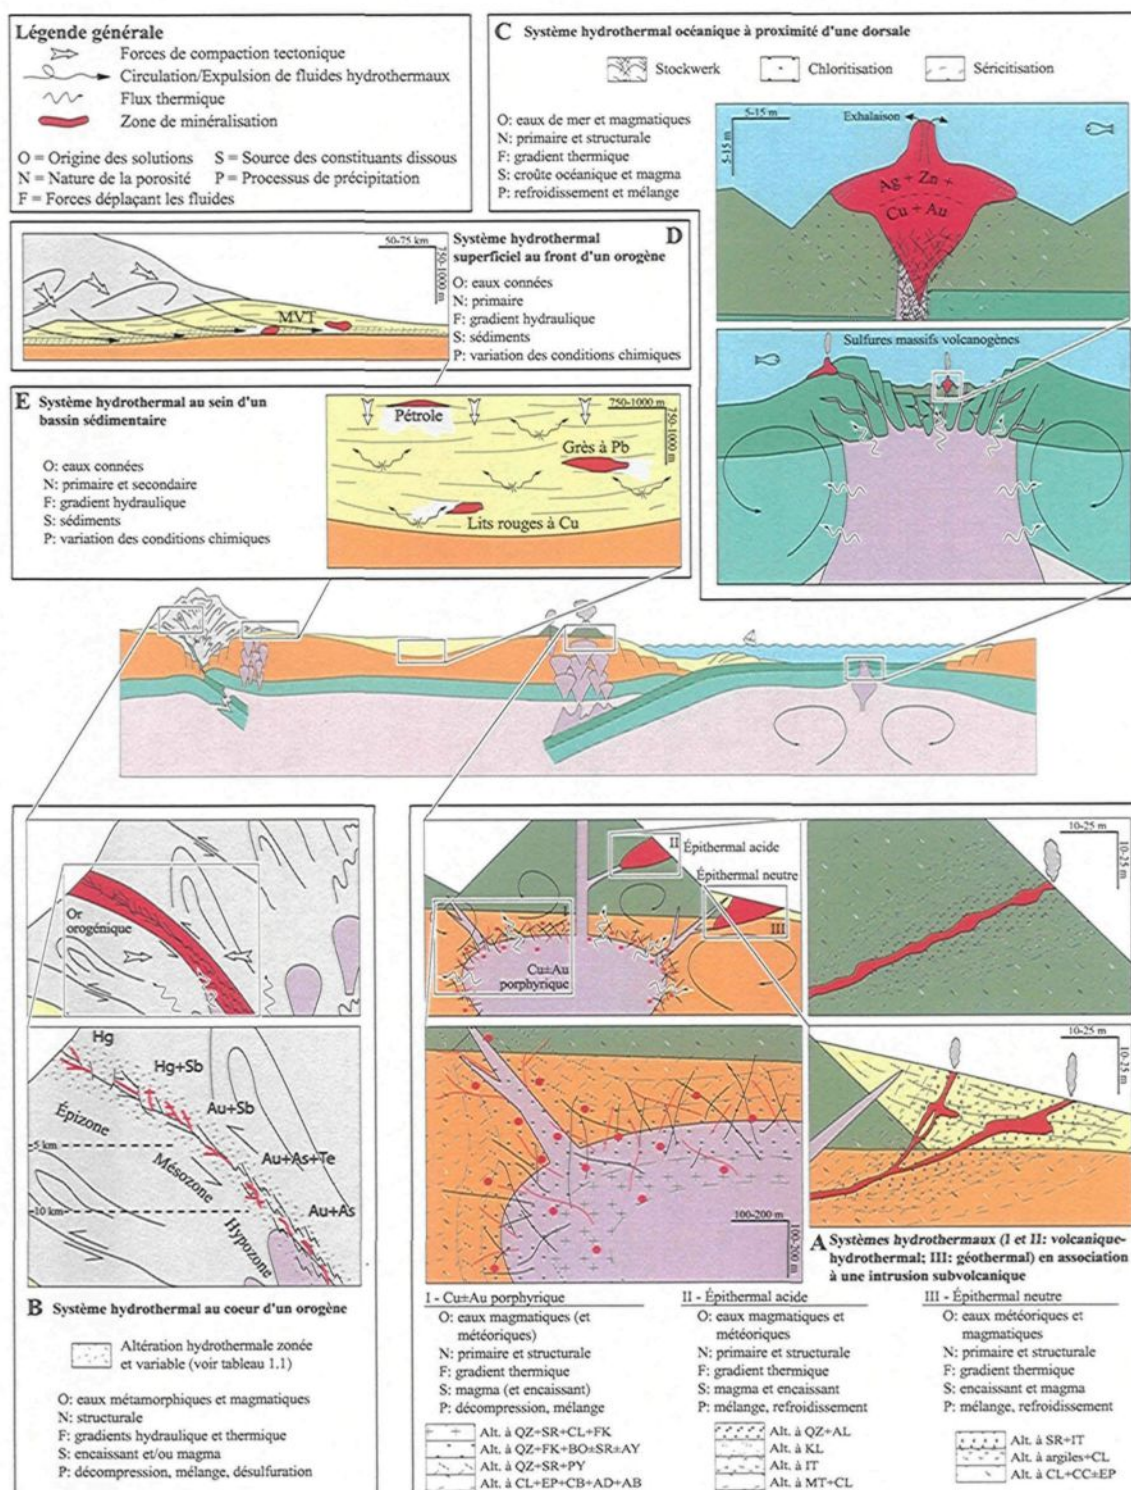 Légende générale
Forces de compaction tectonique
Circulation/Expulsion de fluides hydrothermaux
Flux thermique
Zone de minéralisation
O = Origine des solutions S = Source des constituants dissous
N = Nature de la porosité P = Processus de précipitation
F = Forces déplaçant les fluides
C Système hydrothermal océanique à proximité d'une dorsale
Stockwerk Chloritisation Séricitisation
O: eaux de mer et magmatiques
N: primaire et structurale
F: gradient thermique
S: croûte océanique et magma
P: refroidissement et mélange
5-15 m
5-15 m
Exhalaison
Ag + Zn +
Cu + Au
Sulfures massifs volcanogènes
50-75 km
750-1000 m
MVT
Système hydrothermal D
superficiel au front d'un orogène
O: eaux connées
N: primaire
F: gradient hydraulique
S: sédiments
P: variation des conditions chimiques
E Système hydrothermal au sein d'un
bassin sédimentaire
O: eaux connées
N: primaire et secondaire
F: gradient hydraulique
S: sédiments
P: variation des conditions chimiques
750-1000 m
750-1000 m
Pétrole
Grès à Pb
Lits rouges à Cu
Or
orogénique
Hg
Hg+Sb
Au+Sb
Épizone
5 km
Au+As+Te
Mésozone
10 km
Au+As
Hypozone
B Système hydrothermal au coeur d'un orogène
Altération hydrothermale zonée
et variable (voir tableau 1.1)
O: eaux métamorphiques et magmatiques
N: structurale
F: gradients hydraulique et thermique
S: encaissant et/ou magma
P: décompression, mélange, désulfuration
II Épithermal acide
Épithermal neutre
I
III
Cu±Au
porphyrique
10-25 m
10-25 m
100-200 m
100-200 m
10-25 m
10-25 m
A Systèmes hydrothermaux (I et II: volcanique-
hydrothermal; III: géothermal) en association
à une intrusion subvolcanique
I - Cu±Au porphyrique
O: eaux magmatiques (et
météoriques)
N: primaire et structurale
F: gradient thermique
S: magma (et encaissant)
P: décompression, mélange
Alt. à QZ+SR+CL+FK
Alt. à QZ+FK+BO±SR±AY
Alt. à QZ+SR+PY
Alt. à CL+EP+CB+AD+AB
II - Épithermal acide
O: eaux magmatiques et
météoriques
N: primaire et structurale
F: gradient thermique
S: magma et encaissant
P: mélange, refroidissement
Alt. à QZ+AL
Alt. à KL
Alt. à IT
Alt. à MT+CL
III - Épithermal neutre
O: eaux météoriques et
magmatiques
N: primaire et structurale
F: gradient thermique
S: encaissant et magma
P: mélange, refroidissement
Alt. à SR+IT
Alt. à argiles+CL
Alt. à CL+CC±EP